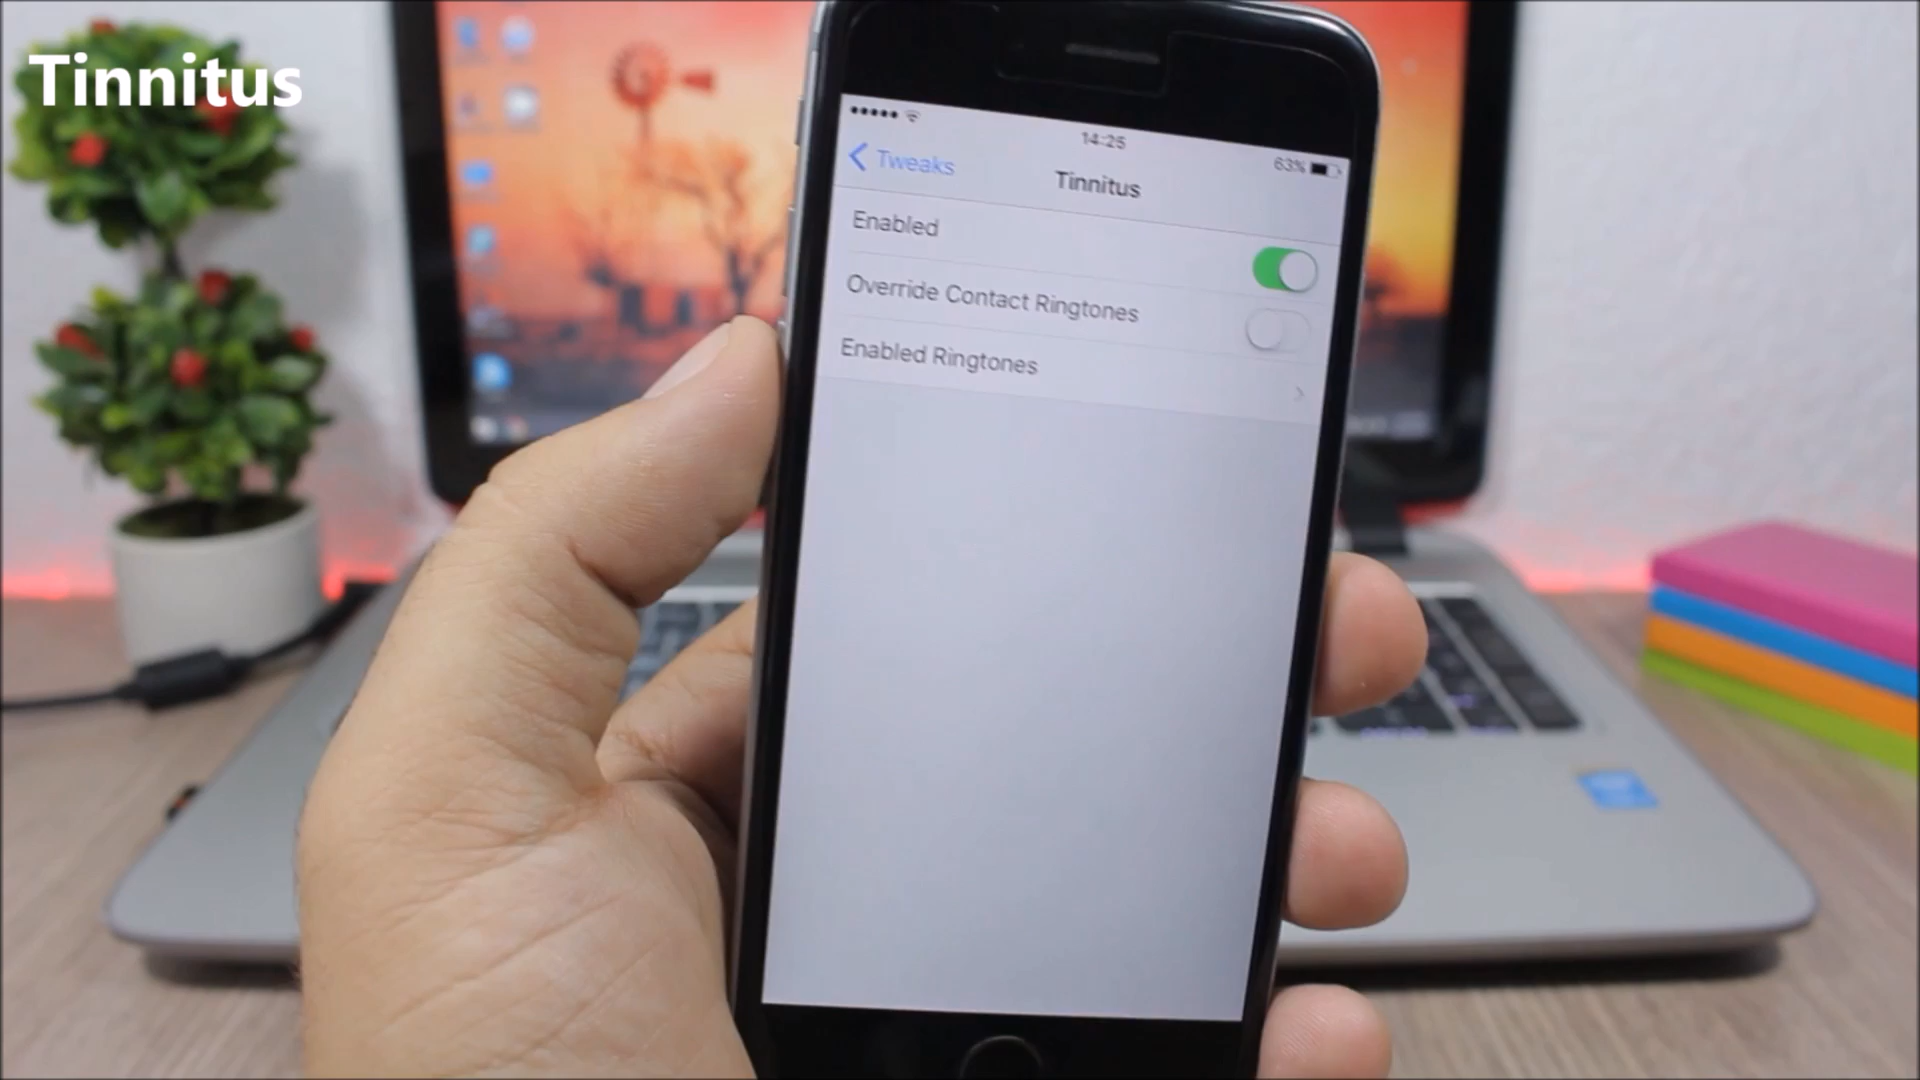 Tinnitus
14:25
63%
Tweaks
Tinnitus
Enabled
Override Contact Ringtones
Enabled Ringtones